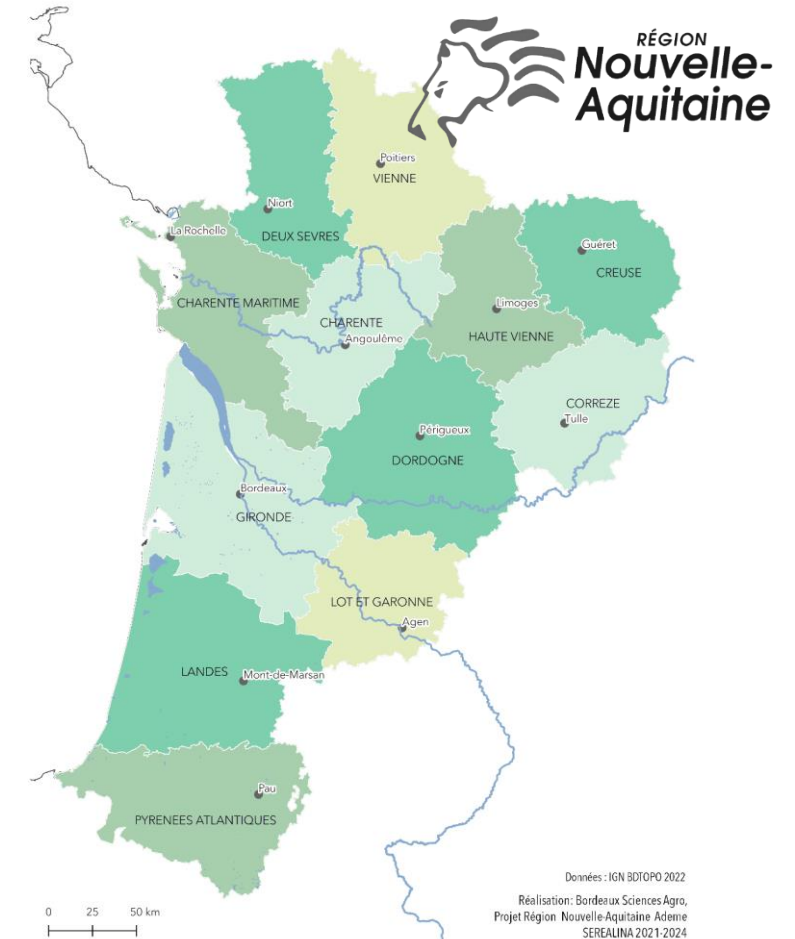 RÉGION
Nouvelle-
Aquitaine
Poitiers
VIENNE
Niort
DEUX SEVRES
La Rochelle
Guéret
CREUSE
CHARENTE MARITIME
Limoges
CHARENTE
Angoulême
HAUTE VIENNE
CORREZE
Tulle
Périgueux
DORDOGNE
Bordeaux
GIRONDE
LOT ET GARONNE
Agen
LANDES
Mont-de-Marsan
Pau
PYRENEES ATLANTIQUES
Données : IGN BDTOPO 2022
Réalisation: Bordeaux Sciences Agro,
Projet Région Nouvelle-Aquitaine Ademe
SEREALINA 2021-2024
0 25 50 km